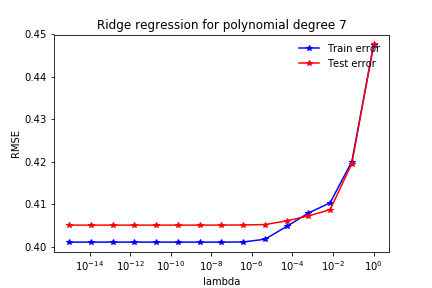 Ridge regression for polynomial degree 7
0.45
0.44
0.43
0.42
0.41
0.40
RMSE
Train error
Test error
10⁻¹⁴ 10⁻¹² 10⁻¹⁰ 10⁻⁸ 10⁻⁶ 10⁻⁴ 10⁻² 10⁰
lambda